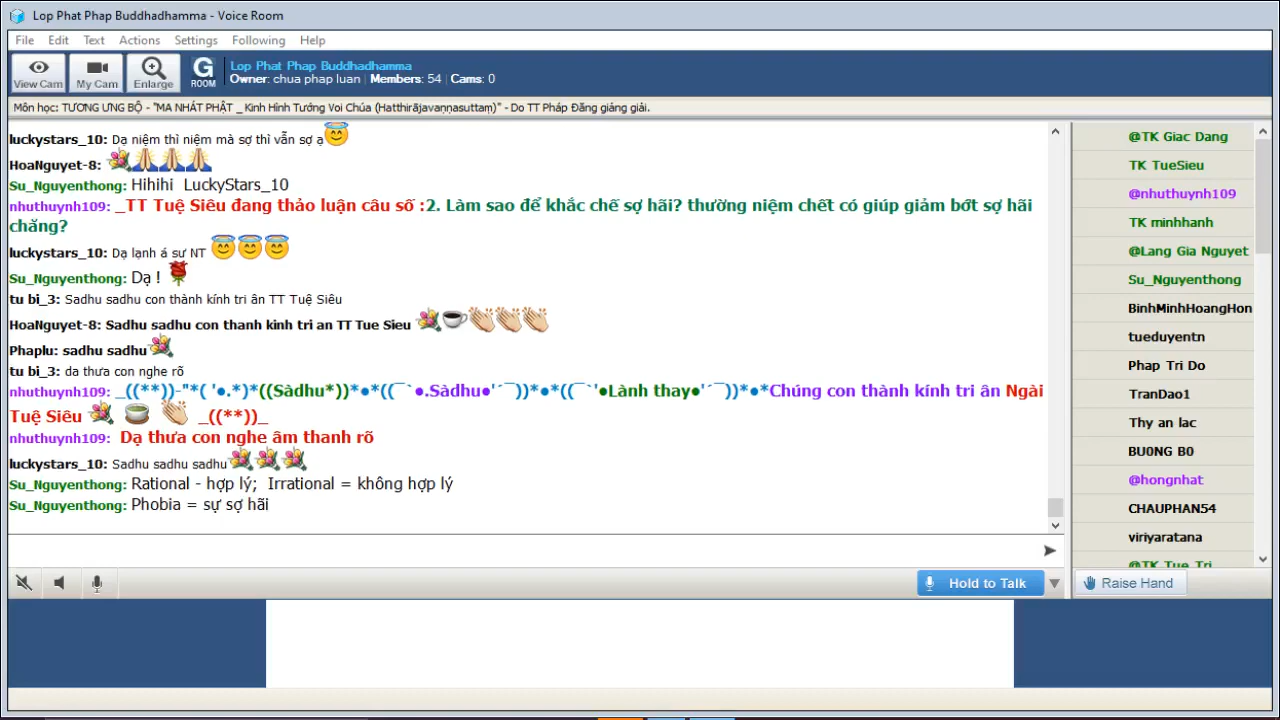 Lop Phat Phap Buddhadhamma - Voice Room
File Edit Text Actions Settings Following Help
View Cam My Cam Enlarge G ROOM
Lop Phat Phap Buddhadhamma
Owner: chua phap luan | Members: 54 | Cams: 0
Môn học: TƯƠNG ƯNG BỘ - "MA NHÁT PHẬT _ Kinh Hình Tướng Voi Chúa (Hatthirājavaṇṇasuttaṃ)" - Do TT Pháp Đăng giảng giải.
luckystars_10: Dạ niệm thì niệm mà sợ thì vẫn sợ ạ
HoaNguyet-8:
Su_Nguyenthong: Hihihi LuckyStars_10
nhuthuynh109: _TT Tuệ Siêu đang thảo luận câu số :2. Làm sao để khắc chế sợ hãi? thường niệm chết có giúp giảm bớt sợ hãi
chăng?
luckystars_10: Dạ lạnh á sư NT
Su_Nguyenthong: Dạ !
tu bi_3: Sadhu sadhu con thành kính tri ân TT Tuệ Siêu
HoaNguyet-8: Sadhu sadhu con thanh kinh tri an TT Tue Sieu
Phaplu: sadhu sadhu
tu bi_3: da thưa con nghe rõ
nhuthuynh109: _((**))-"*( '●.*)*((Sàdhu*))*●*((¯`●.Sàdhu●'´¯))*●*((¯`'●Lành thay●'´¯))*●*Chúng con thành kính tri ân Ngài
Tuệ Siêu _((**))_
nhuthuynh109: Dạ thưa con nghe âm thanh rõ
luckystars_10: Sadhu sadhu sadhu
Su_Nguyenthong: Rational - hợp lý; Irrational = không hợp lý
Su_Nguyenthong: Phobia = sự sợ hãi
@TK Giac Dang
TK TueSieu
@nhuthuynh109
TK minhhanh
@Lang Gia Nguyet
Su_Nguyenthong
BinhMinhHoangHon
tueduyentn
Phap Tri Do
TranDao1
Thy an lac
BU0NG B0
@hongnhat
CHAUPHAN54
viriyaratana
@TK Tue Tri
Hold to Talk
Raise Hand